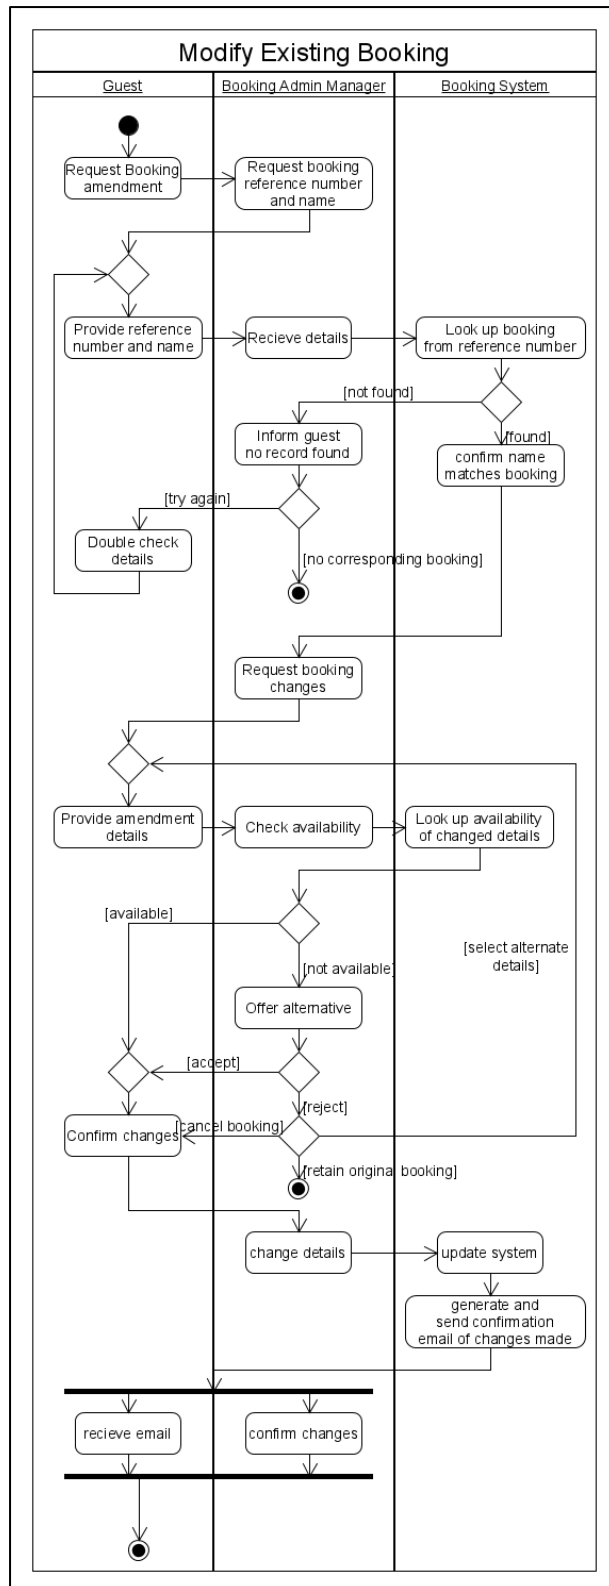 Modify Existing Booking
Guest
Booking Admin Manager
Booking System
Request Booking
amendment
Request booking
reference number
and name
Provide reference
number and name
Recieve details
Look up booking
from reference number
[not found]
[found]
Inform guest
no record found
confirm name
matches booking
[try again]
Double check
details
[no corresponding booking]
Request booking
changes
Provide amendment
details
Check availability
Look up availability
of changed details
[available]
[not available]
[select alternate
details]
Offer alternative
[accept]
[reject]
Confirm changes
[cancel booking]
[retain original booking]
change details
update system
generate and
send confirmation
email of changes made
recieve email
confirm changes